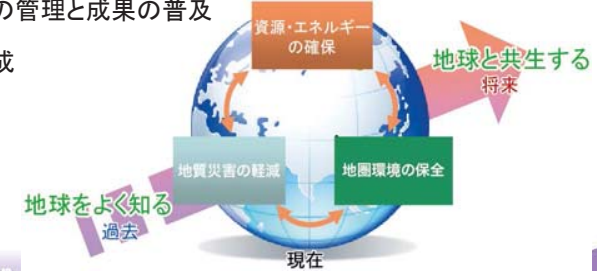 の管理と成果の普及
成
資源・エネルギー
の確保
地球と共生する
将来
地質災害の軽減
地圏環境の保全
地球をよく知る
過去
現在